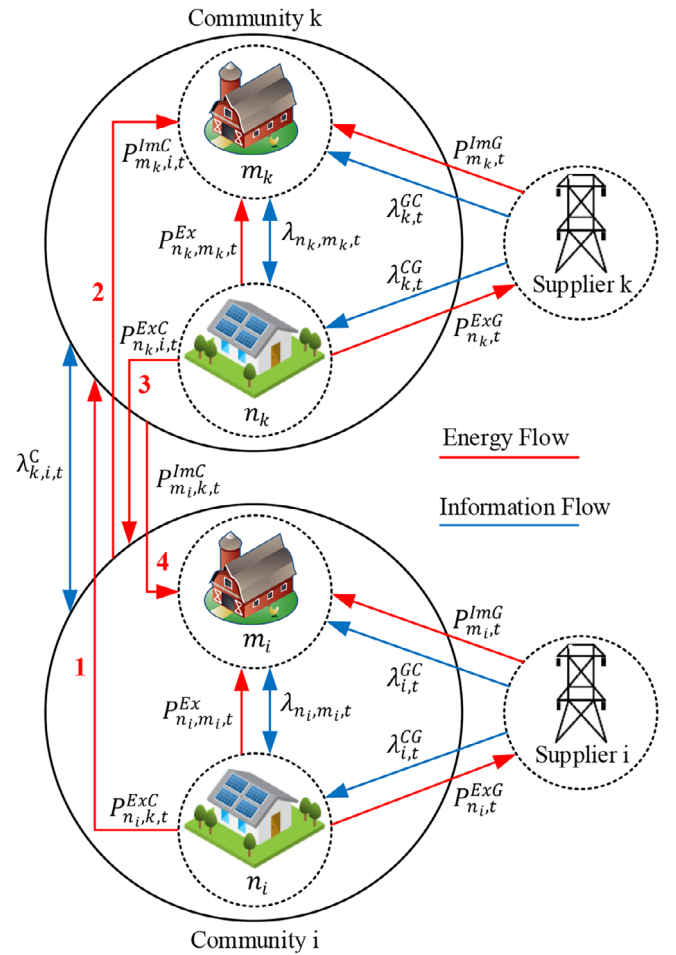 Community k
P^{ImC}_{m_k,i,t}
m_k
P^{ImG}_{m_k,t}
λ^{GC}_{k,t}
P^{Ex}_{n_k,m_k,t}
λ_{n_k,m_k,t}
λ^{CG}_{k,t}
Supplier k
2
P^{ExC}_{n_k,i,t}
P^{ExG}_{n_k,t}
3
n_k
Energy Flow
λ^{C}_{k,i,t}
P^{ImC}_{m_i,k,t}
Information Flow
4
m_i
P^{ImG}_{m_i,t}
1
λ^{GC}_{i,t}
P^{Ex}_{n_i,m_i,t}
λ_{n_i,m_i,t}
λ^{CG}_{i,t}
Supplier i
P^{ExC}_{n_i,k,t}
P^{ExG}_{n_i,t}
n_i
Community i